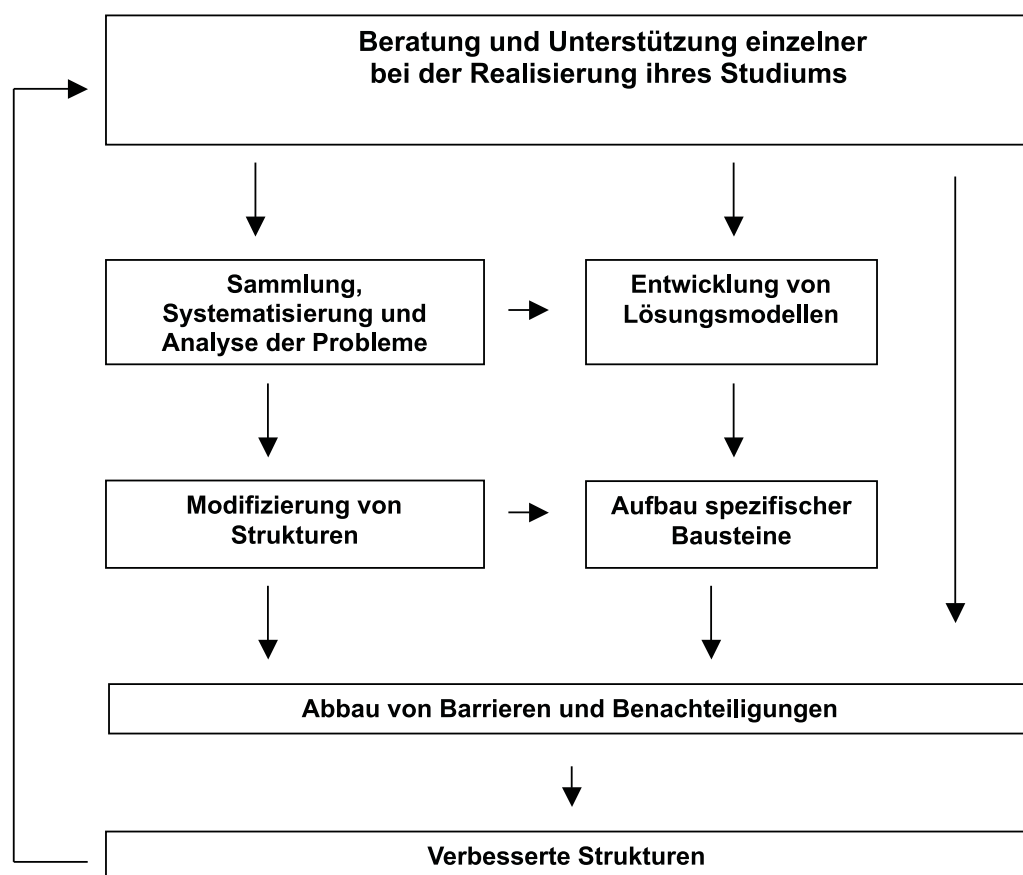 Beratung und Unterstützung einzelner
bei der Realisierung ihres Studiums
Sammlung,
Systematisierung und
Analyse der Probleme
Entwicklung von
Lösungsmodellen
Modifizierung von
Strukturen
Aufbau spezifischer
Bausteine
Abbau von Barrieren und Benachteiligungen
Verbesserte Strukturen